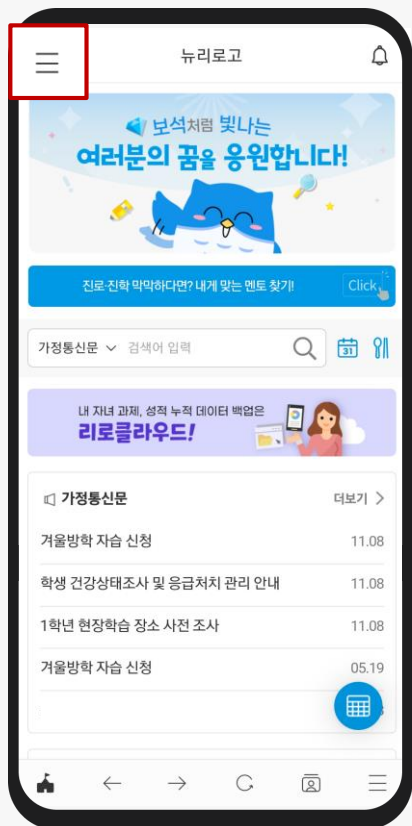 뉴리로고
보석처럼 빛나는
여러분의 꿈을 응원합니다!
진로·진학 막막하다면? 내게 맞는 멘토 찾기! Click
가정통신문 검색어 입력 31
내 자녀 과제, 성적 누적 데이터 백업은
리로클라우드!
가정통신문 더보기 >
겨울방학 자습 신청 11.08
학생 건강상태조사 및 응급처치 관리 안내 11.08
1학년 현장학습 장소 사전 조사 11.08
겨울방학 자습 신청 05.19